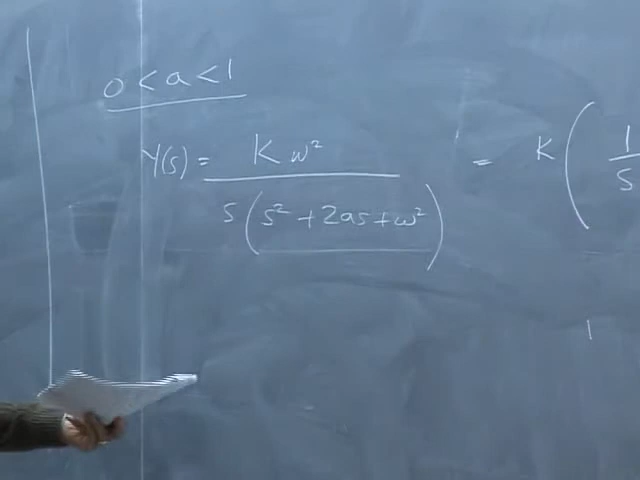 0 < a < 1
Y(s) = Kω² / s(s² + 2as + ω²) = K( 1/s